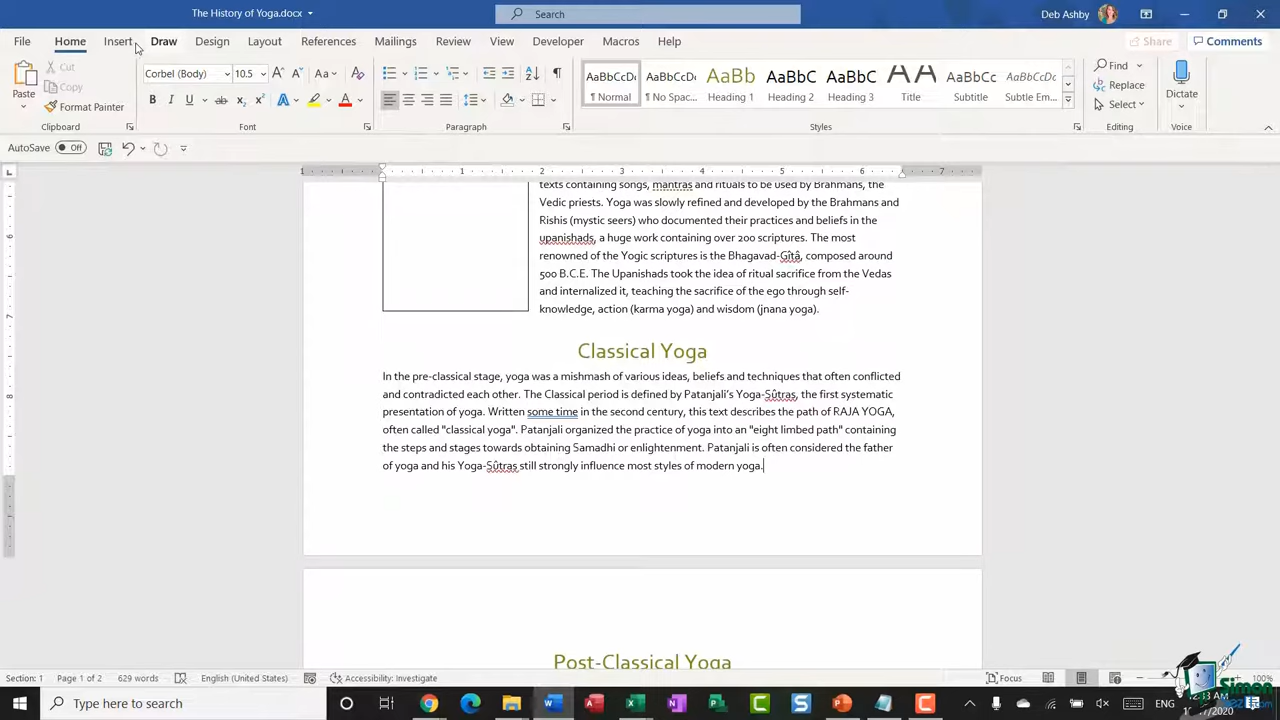 The History of Yoga.docx
Search
Deb Ashby
File Home Insert Draw Design Layout References Mailings Review View Developer Macros Help
Share Comments
Paste
Cut
Copy
Format Painter
Clipboard
Corbel (Body) 10.5
Font
Paragraph
AaBbCcDc AaBbCcDc AaBb AaBbC AaBbC AA AaBbCc AaBbCcDc
¶ Normal ¶ No Spac... Heading 1 Heading 2 Heading 3 Title Subtitle Subtle Em...
Styles
Find
Replace
Select
Editing
Dictate
Voice
AutoSave Off
1 1 2 3 4 5 6 7
texts containing songs, mantras and rituals to be used by Brahmans, the
Vedic priests. Yoga was slowly refined and developed by the Brahmans and
Rishis (mystic seers) who documented their practices and beliefs in the
upanishads, a huge work containing over 200 scriptures. The most
renowned of the Yogic scriptures is the Bhagavad-Gîtâ, composed around
500 B.C.E. The Upanishads took the idea of ritual sacrifice from the Vedas
and internalized it, teaching the sacrifice of the ego through self-
knowledge, action (karma yoga) and wisdom (jnana yoga).
Classical Yoga
In the pre-classical stage, yoga was a mishmash of various ideas, beliefs and techniques that often conflicted
and contradicted each other. The Classical period is defined by Patanjali's Yoga-Sûtras, the first systematic
presentation of yoga. Written some time in the second century, this text describes the path of RAJA YOGA,
often called "classical yoga". Patanjali organized the practice of yoga into an "eight limbed path" containing
the steps and stages towards obtaining Samadhi or enlightenment. Patanjali is often considered the father
of yoga and his Yoga-Sûtras still strongly influence most styles of modern yoga.
Post-Classical Yoga
Section: 1 Page 1 of 2 629 words English (United States) Accessibility: Investigate
Focus 100%
Type here to search
ENG